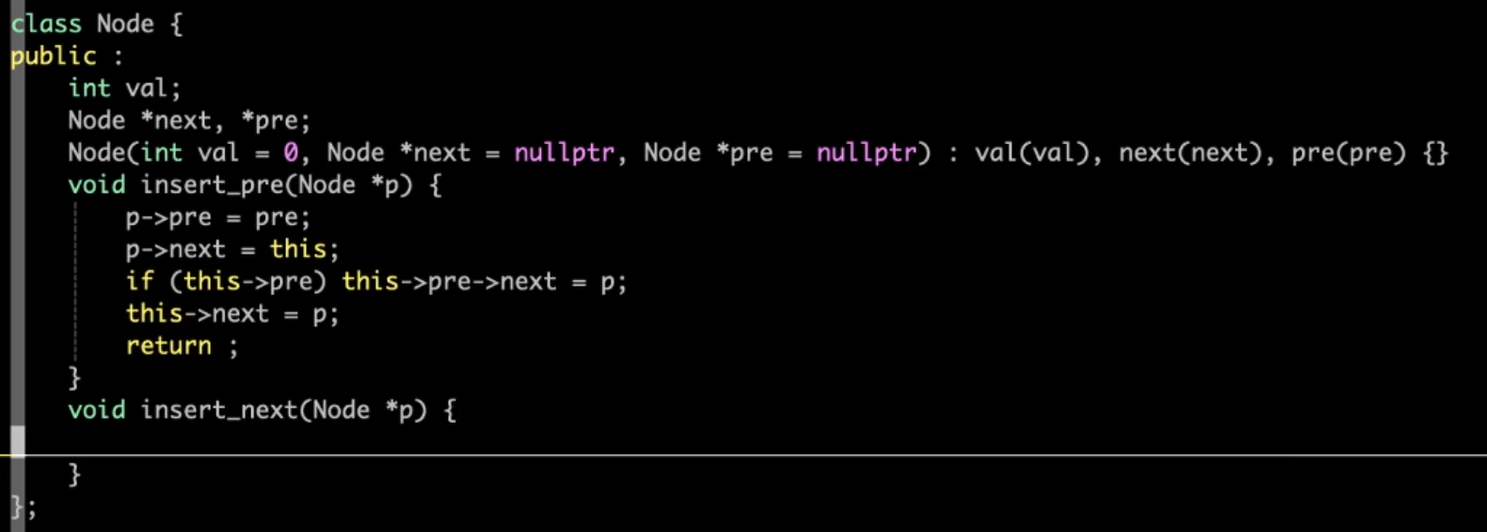 class Node {
public :
    int val;
    Node *next, *pre;
    Node(int val = 0, Node *next = nullptr, Node *pre = nullptr) : val(val), next(next), pre(pre) {}
    void insert_pre(Node *p) {
        p->pre = pre;
        p->next = this;
        if (this->pre) this->pre->next = p;
        this->next = p;
        return ;
    }
    void insert_next(Node *p) {
    }
};